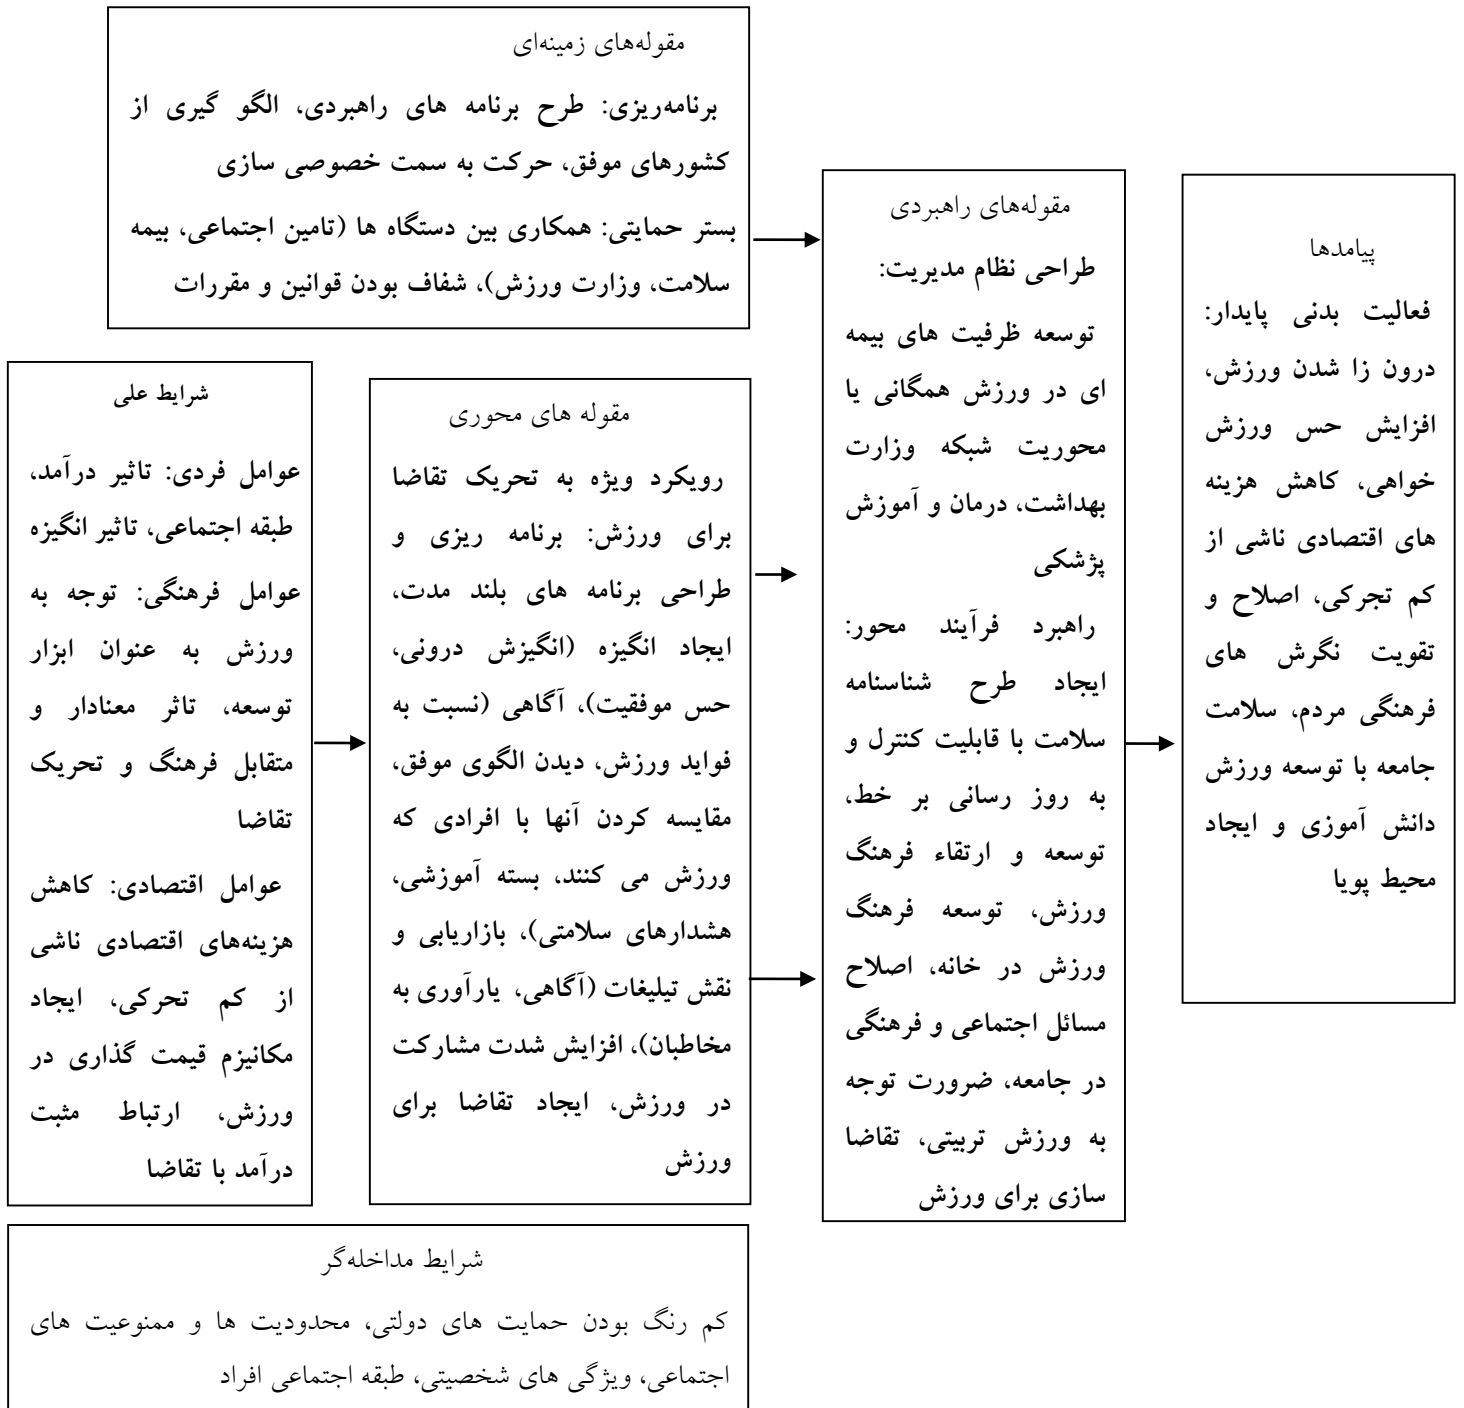 مقوله‌های زمینه‌ای
برنامه‌ریزی: طرح برنامه های راهبردی، الگو گیری از
کشورهای موفق، حرکت به سمت خصوصی سازی
بستر حمایتی: همکاری بین دستگاه ها (تامین اجتماعی، بیمه
سلامت، وزارت ورزش)، شفاف بودن قوانین و مقررات
شرایط علی
عوامل فردی: تاثیر درآمد،
طبقه اجتماعی، تاثیر انگیزه
عوامل فرهنگی: توجه به
ورزش به عنوان ابزار
توسعه، تاثر معنادار و
متقابل فرهنگ و تحریک
تقاضا
عوامل اقتصادی: کاهش
هزینه‌های اقتصادی ناشی
از کم تحرکی، ایجاد
مکانیزم قیمت گذاری در
ورزش، ارتباط مثبت
درآمد با تقاضا
مقوله های محوری
رویکرد ویژه به تحریک تقاضا
برای ورزش: برنامه ریزی و
طراحی برنامه های بلند مدت،
ایجاد انگیزه (انگیزش درونی،
حس موفقیت)، آگاهی (نسبت به
فواید ورزش، دیدن الگوی موفق،
مقایسه کردن آنها با افرادی که
ورزش می کنند، بسته آموزشی،
هشدارهای سلامتی)، بازاریابی و
نقش تیلیغات (آگاهی، یارآوری به
مخاطبان)، افزایش شدت مشارکت
در ورزش، ایجاد تقاضا برای
ورزش
مقوله‌های راهبردی
طراحی نظام مدیریت:
توسعه ظرفیت های بیمه
ای در ورزش همگانی یا
محوریت شبکه وزارت
بهداشت، درمان و آموزش
پژشکی
راهبرد فرآیند محور:
ایجاد طرح شناسنامه
سلامت با قابلیت کنترل و
به روز رسانی بر خط،
توسعه و ارتقاء فرهنگ
ورزش، توسعه فرهنگ
ورزش در خانه، اصلاح
مسائل اجتماعی و فرهنگی
در جامعه، ضرورت توجه
به ورزش تربیتی، تقاضا
سازی برای ورزش
پیامدها
فعالیت بدنی پایدار:
درون زا شدن ورزش،
افزایش حس ورزش
خواهی، کاهش هزینه
های اقتصادی ناشی از
کم تجرکی، اصلاح و
تقویت نگرش های
فرهنگی مردم، سلامت
جامعه با توسعه ورزش
دانش آموزی و ایجاد
محیط پویا
شرایط مداخله‌گر
کم رنگ بودن حمایت های دولتی، محدودیت ها و ممنوعیت های
اجتماعی، ویژگی های شخصیتی، طبقه اجتماعی افراد